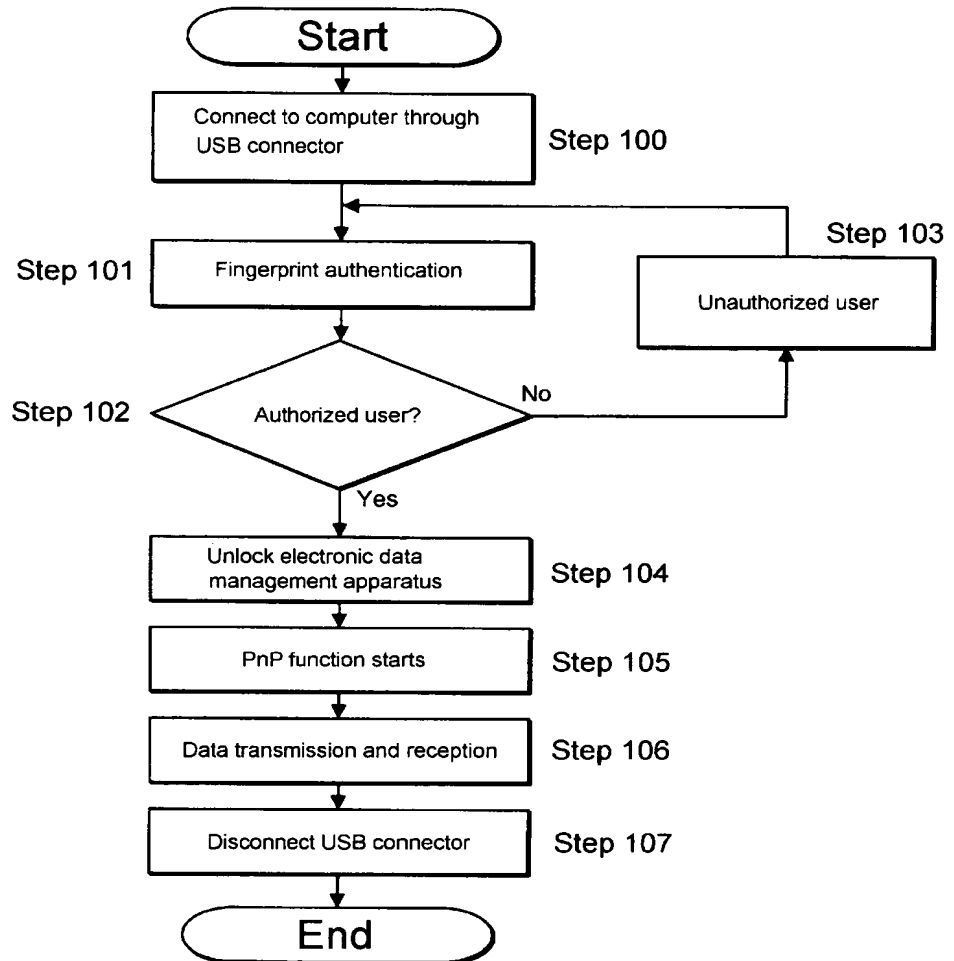 Start
Connect to computer through
USB connector
Step 100
Step 103
Step 101
Fingerprint authentication
Unauthorized user
No
Step 102
Authorized user?
Yes
Unlock electronic data
management apparatus
Step 104
PnP function starts
Step 105
Data transmission and reception
Step 106
Disconnect USB connector
Step 107
End